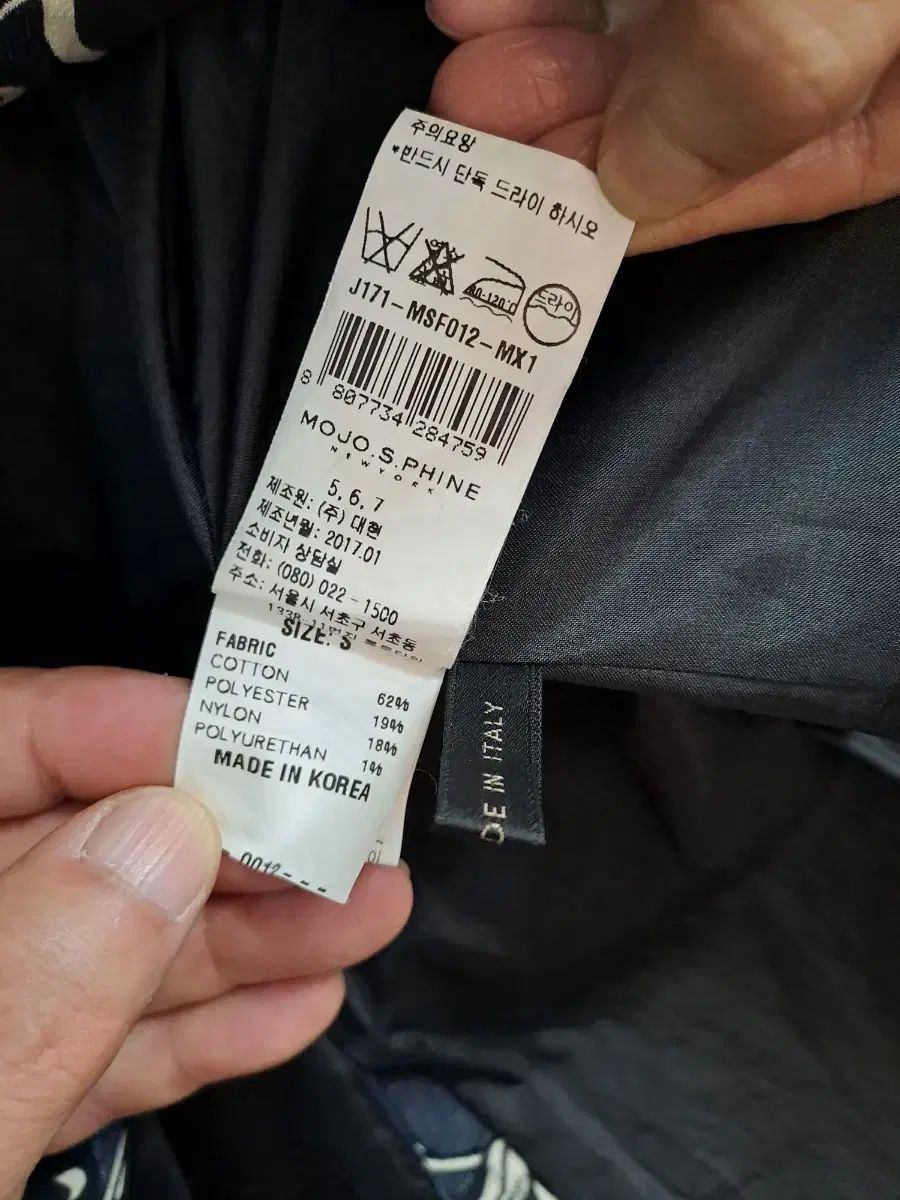 주의요망
*반드시 단독 드라이 하시오
80-120℃
드라이
J171-MSF012-MX1
8 807734 284759
MOJO.S.PHINE
NEWYORK
5, 6, 7
제조원: (주) 대현
제조년월: 2017.01
소비자 상담실
전화: (080) 022-1500
주소: 서울시 서초구 서초동
SIZE: S
FABRIC
COTTON 62%
POLYESTER 19%
NYLON 18%
POLYURETHAN 1%
MADE IN KOREA
DE IN ITALY